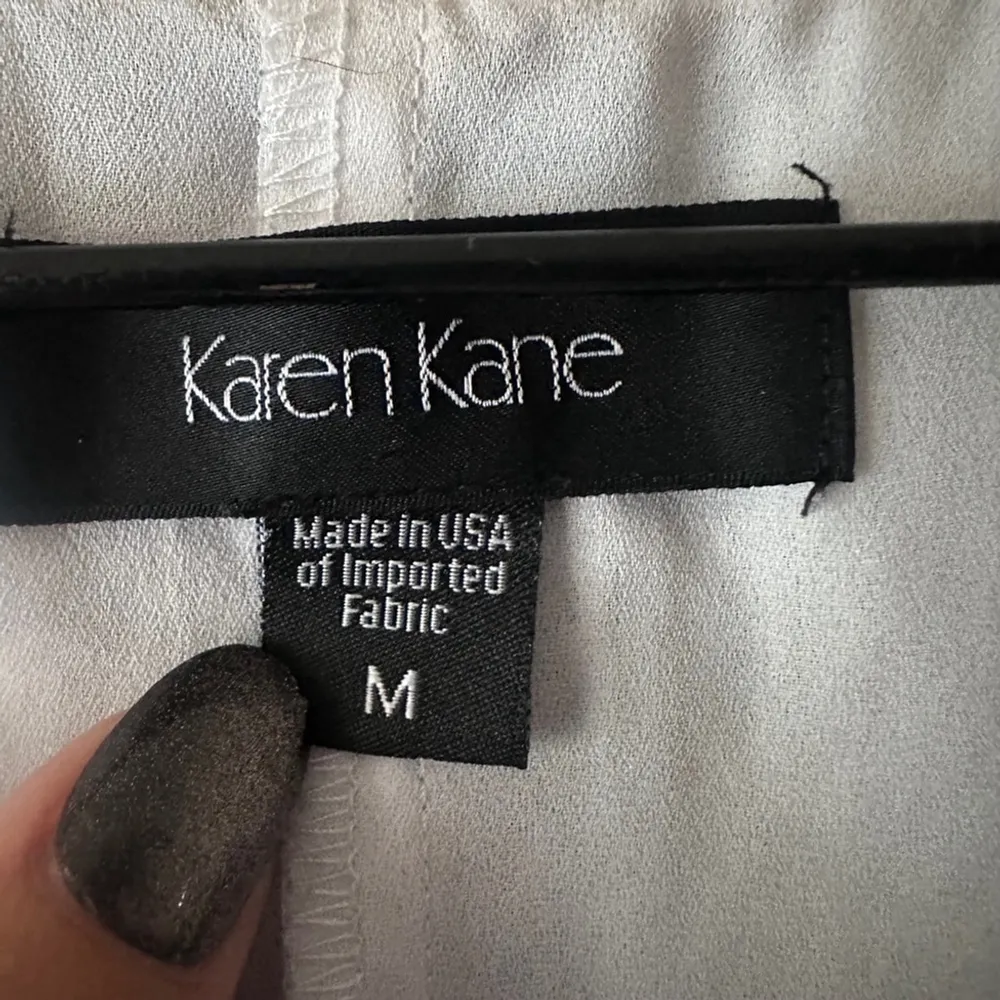 Karen Kane
Made in USA
of Imported
Fabric
M